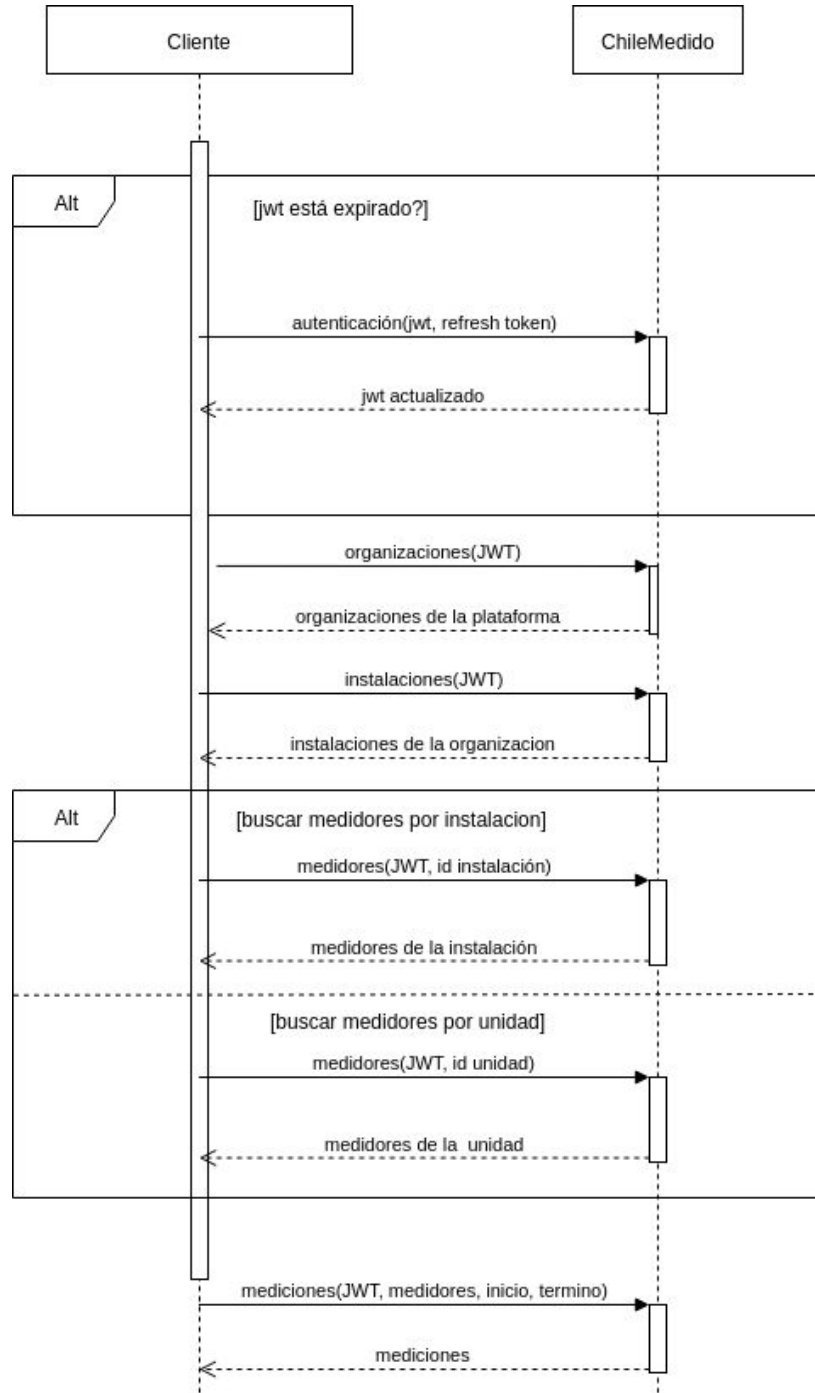 Cliente
ChileMedido
Alt
[jwt está expirado?]
autenticación(jwt, refresh token)
jwt actualizado
organizaciones(JWT)
organizaciones de la plataforma
instalaciones(JWT)
instalaciones de la organizacion
Alt
[buscar medidores por instalacion]
medidores(JWT, id instalación)
medidores de la instalación
[buscar medidores por unidad]
medidores(JWT, id unidad)
medidores de la  unidad
mediciones(JWT, medidores, inicio, termino)
mediciones